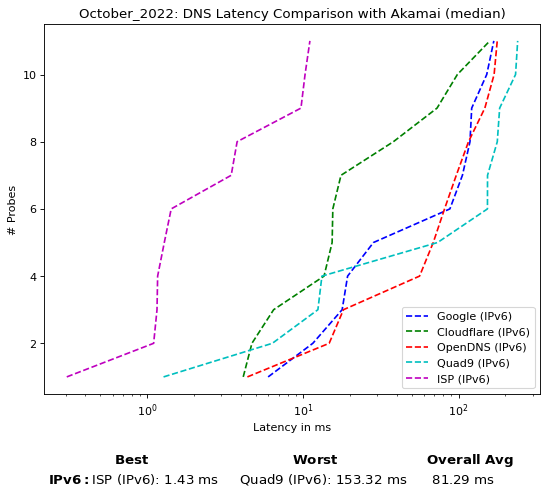 October_2022: DNS Latency Comparison with Akamai (median)
# Probes
10
8
6
4
2
Google (IPv6)
Cloudflare (IPv6)
OpenDNS (IPv6)
Quad9 (IPv6)
ISP (IPv6)
10⁰ 10¹ 10²
Latency in ms
Best Worst Overall Avg
IPv6: ISP (IPv6): 1.43 ms Quad9 (IPv6): 153.32 ms 81.29 ms